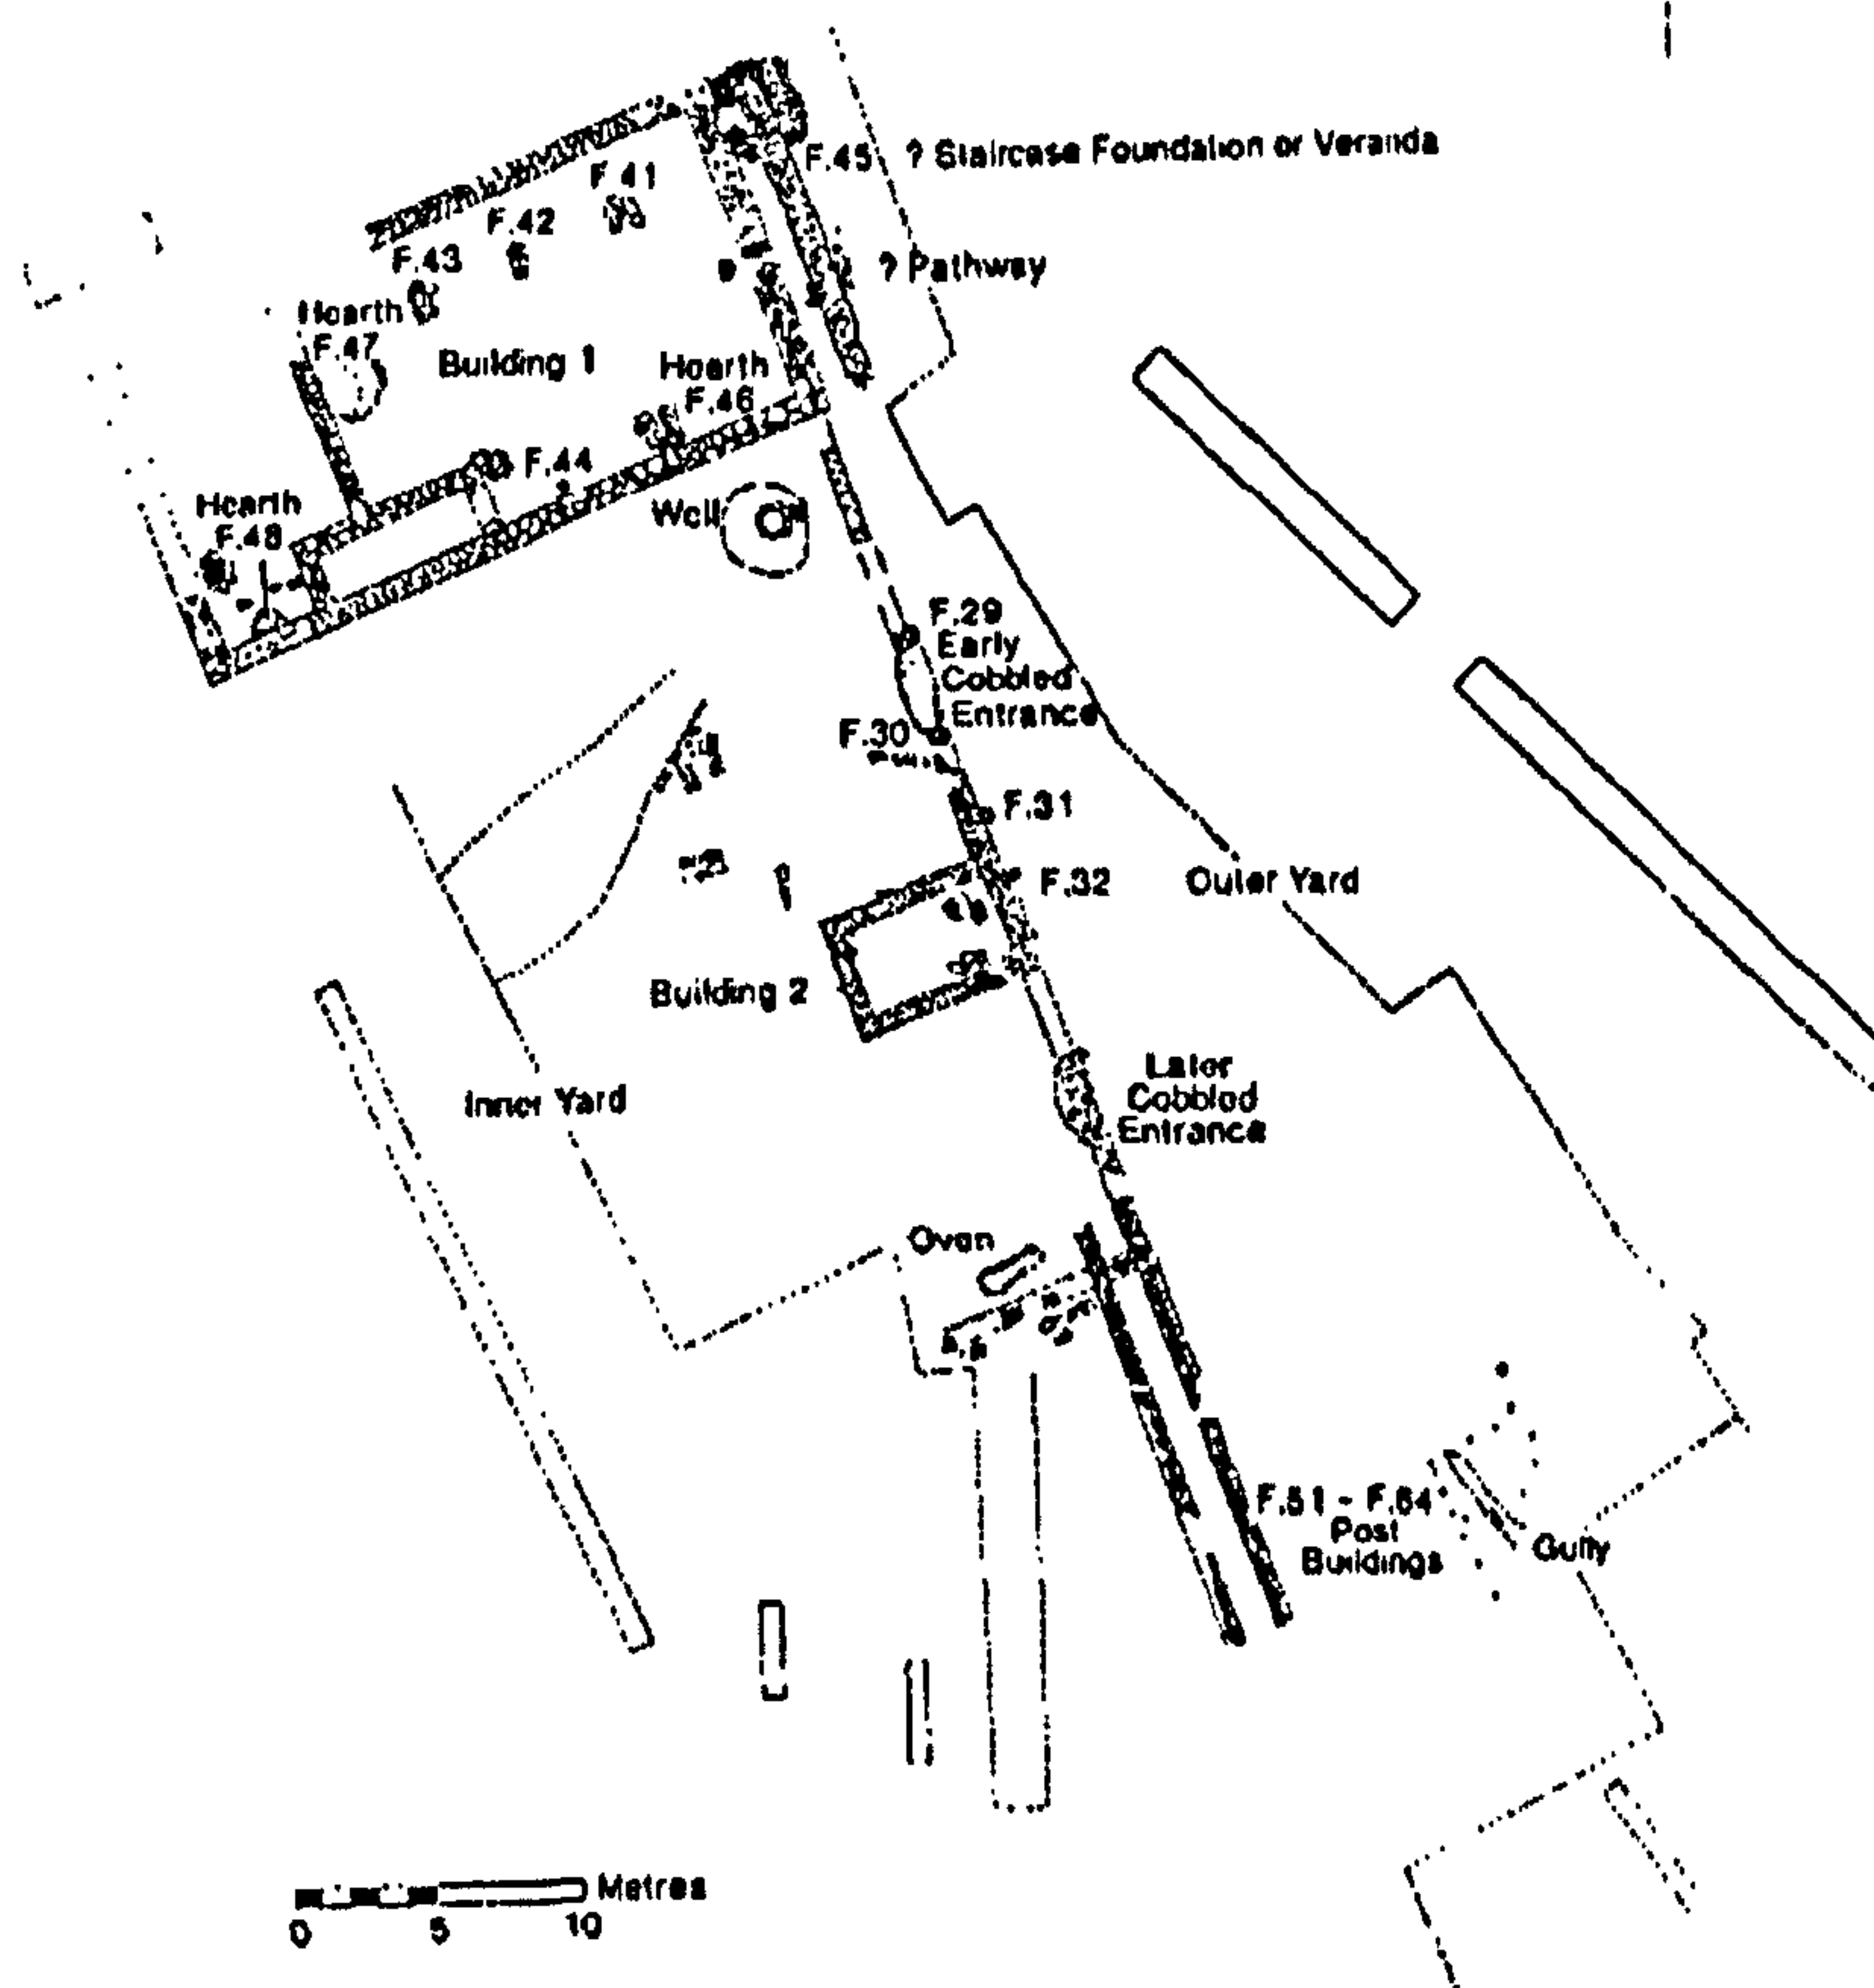 F.45 ? Staircase Foundation or Veranda
F.41
F.42
F.43
? Pathway
Hearth
F.47
Building 1
Hearth
F.46
F.44
Hearth
F.48
Well
F.29
Early
Cobbled
Entrance
F.30
F.31
F.32
Outer Yard
Building 2
Inner Yard
Later
Cobbled
Entrance
Oven
F.51 - F.64
Post
Buildings
Gully
Metres
0 5 10